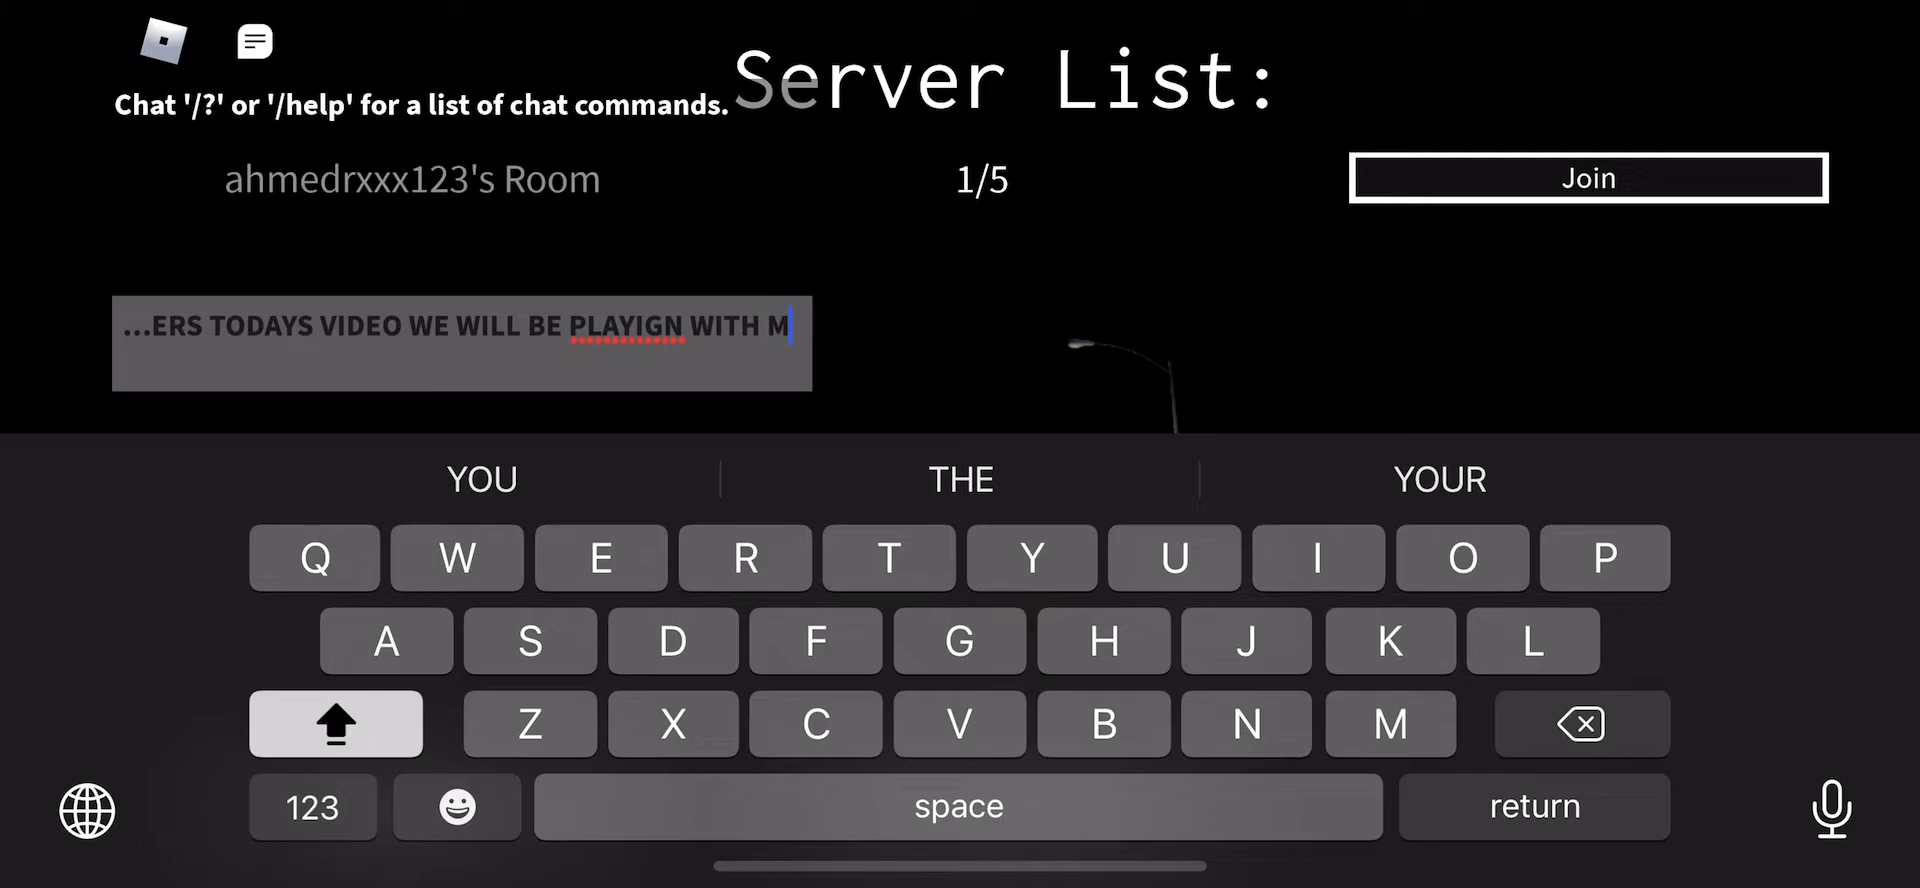 Server List:
Chat '/?' or '/help' for a list of chat commands.
ahmedrxxx123's Room 1/5 Join
...ERS TODAYS VIDEO WE WILL BE PLAYIGN WITH M
YOU THE YOUR
Q W E R T Y U I O P
A S D F G H J K L
Z X C V B N M
123 space return